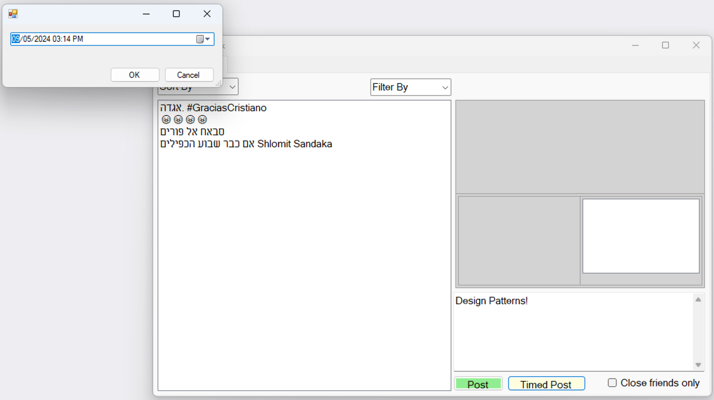 09/05/2024 03:14 PM
OK
Cancel
Sort By
Filter By
אגדה. #GraciasCristiano
סבאח אל פורים
אם כבר שבוע הכפילים Shlomit Sandaka
Design Patterns!
Post
Timed Post
Close friends only